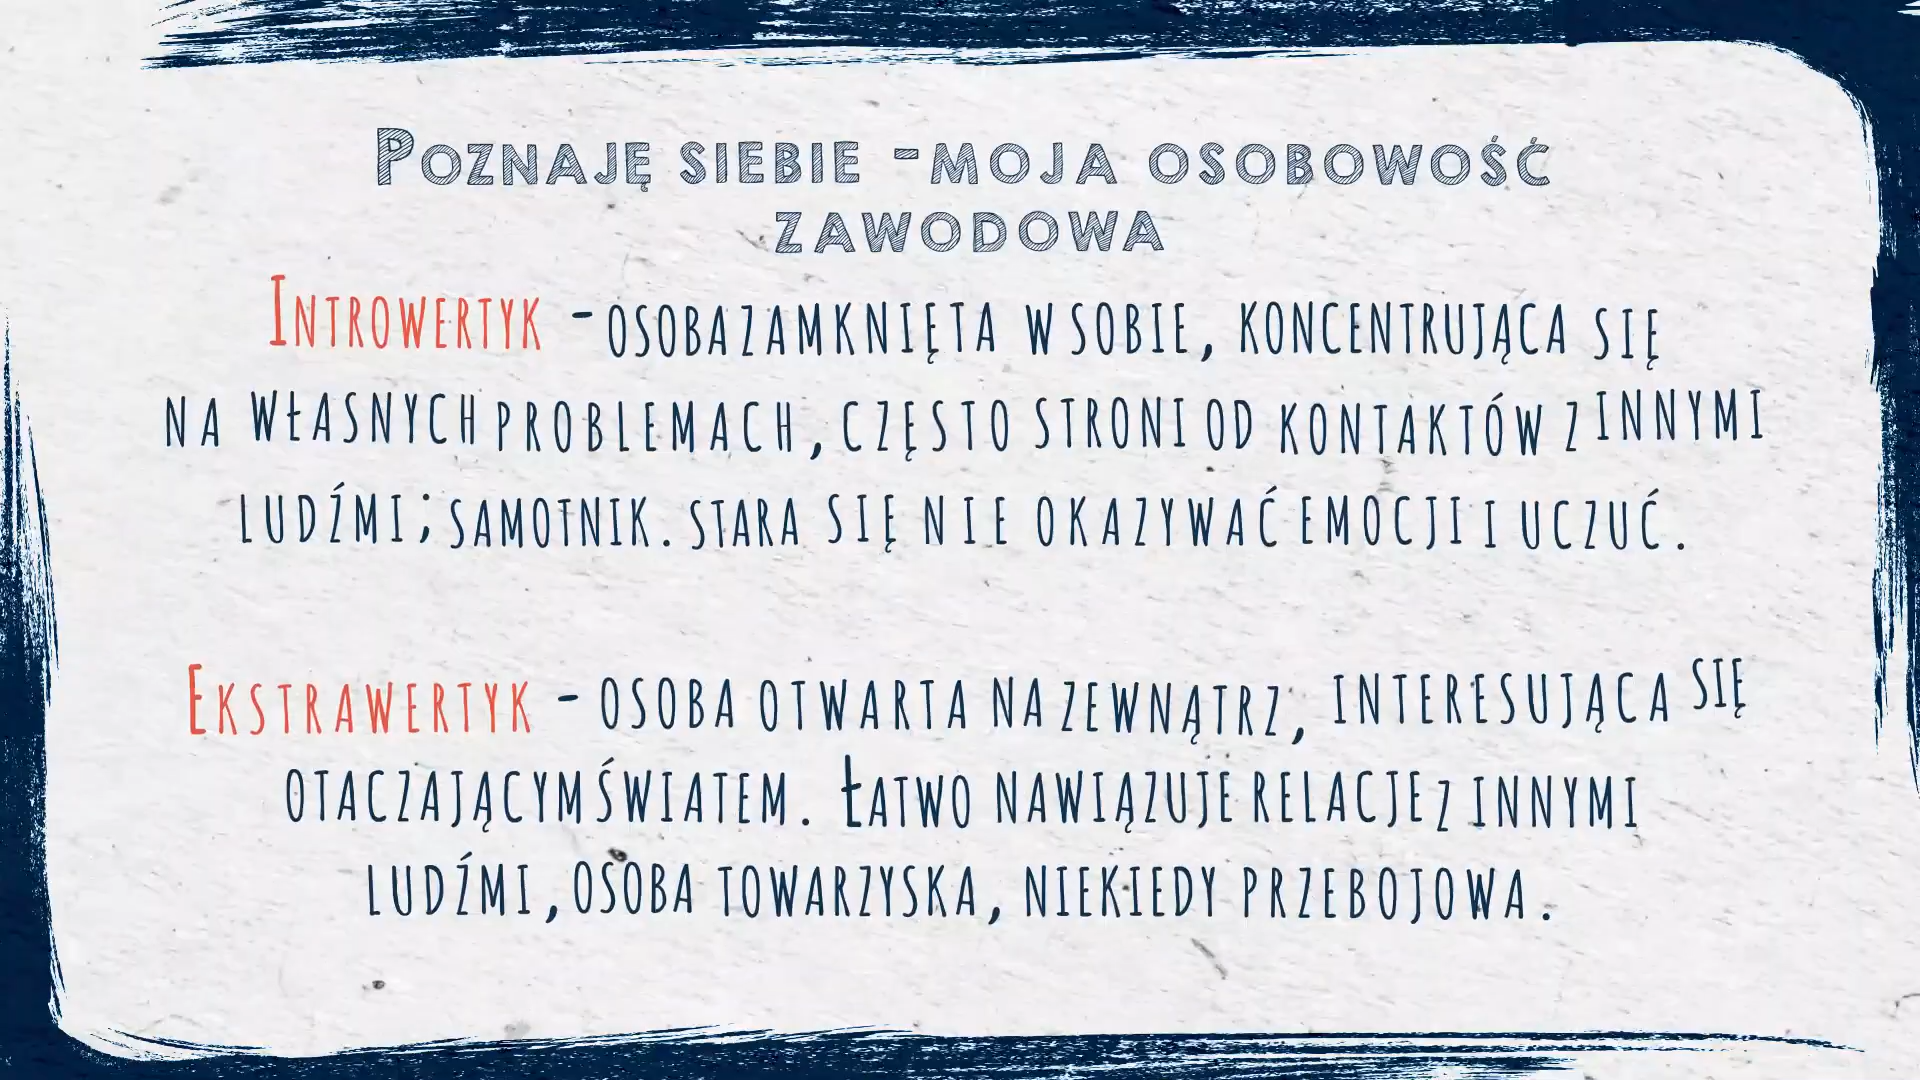 Poznaję siebie -moja osobowość
zawodowa
Introwertyk - osoba zamknięta w sobie, koncentrująca się
na własnych problemach, często stroni od kontaktów z innymi
ludźmi; samotnik. stara się nie okazywać emocji i uczuć.
Ekstrawertyk - osoba otwarta na zewnątrz, interesująca się
otaczającym światem. Łatwo nawiązuje relacje z innymi
ludźmi, osoba towarzyska, niekiedy przebojowa.